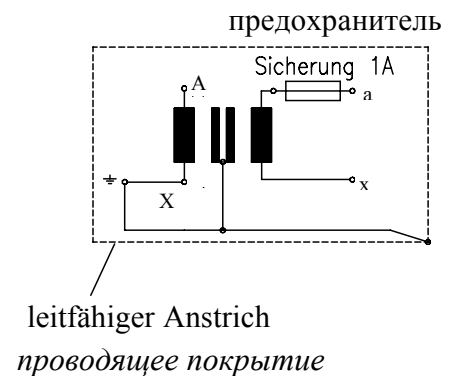 предохранитель
Sicherung 1A
A
a
X
x
leitfähiger Anstrich
проводящее покрытие